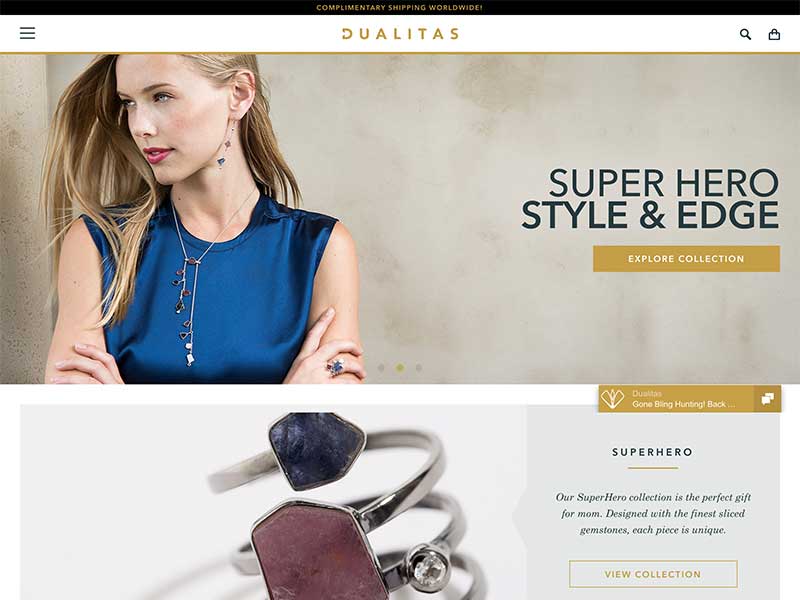 COMPLIMENTARY SHIPPING WORLDWIDE!
DUALITAS
SUPER HERO
STYLE & EDGE
EXPLORE COLLECTION
Dualitas
Gone Bling Hunting! Back ...
SUPERHERO
Our SuperHero collection is the perfect gift
for mom. Designed with the finest sliced
gemstones, each piece is unique.
VIEW COLLECTION